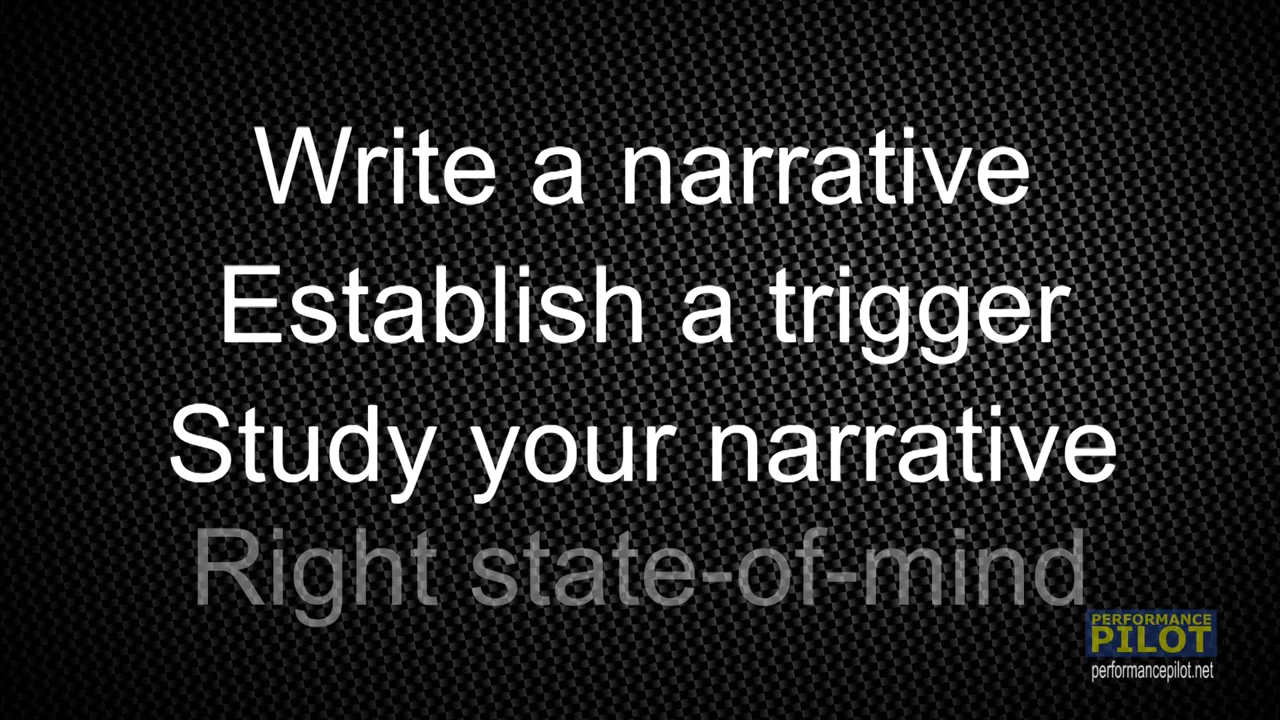 Write a narrative
Establish a trigger
Study your narrative
Right state-of-mind
PERFORMANCE
PILOT
performancepilot.net